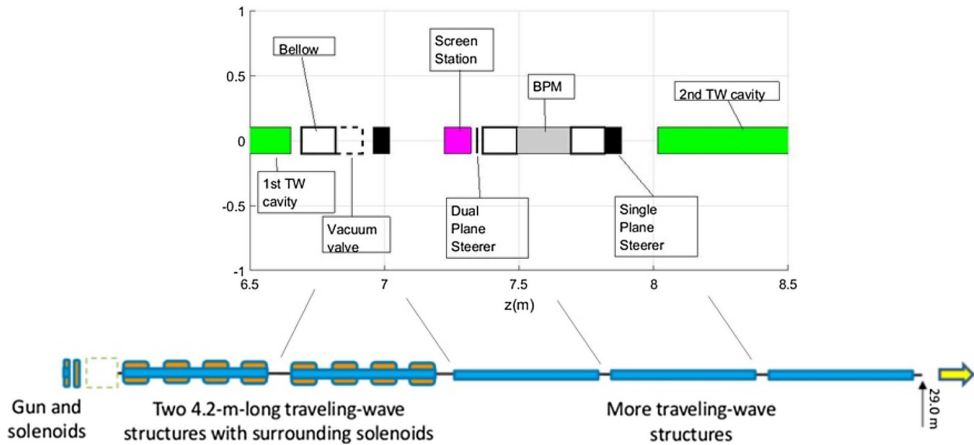 1
0.5
0
-0.5
-1
Bellow
Screen
Station
BPM
2nd TW cavity
1st TW
cavity
Vacuum
valve
Dual
Plane
Steerer
Single
Plane
Steerer
6.5
7
7.5
8
8.5
z(m)
Gun and
solenoids
Two 4.2-m-long traveling-wave
structures with surrounding solenoids
More traveling-wave
structures
29.0 m